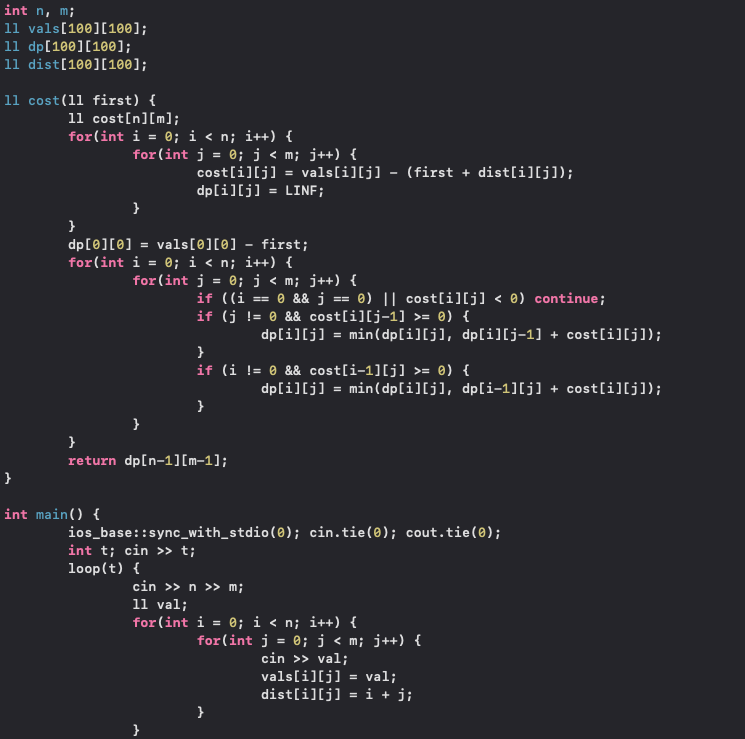 int n, m;
ll vals[100][100];
ll dp[100][100];
ll dist[100][100];

ll cost(ll first) {
        ll cost[n][m];
        for(int i = 0; i < n; i++) {
                for(int j = 0; j < m; j++) {
                        cost[i][j] = vals[i][j] - (first + dist[i][j]);
                        dp[i][j] = LINF;
                }
        }
        dp[0][0] = vals[0][0] - first;
        for(int i = 0; i < n; i++) {
                for(int j = 0; j < m; j++) {
                        if ((i == 0 && j == 0) || cost[i][j] < 0) continue;
                        if (j != 0 && cost[i][j-1] >= 0) {
                                dp[i][j] = min(dp[i][j], dp[i][j-1] + cost[i][j]);
                        }
                        if (i != 0 && cost[i-1][j] >= 0) {
                                dp[i][j] = min(dp[i][j], dp[i-1][j] + cost[i][j]);
                        }
                }
        }
        return dp[n-1][m-1];
}

int main() {
        ios_base::sync_with_stdio(0); cin.tie(0); cout.tie(0);
        int t; cin >> t;
        loop(t) {
                cin >> n >> m;
                ll val;
                for(int i = 0; i < n; i++) {
                        for(int j = 0; j < m; j++) {
                                cin >> val;
                                vals[i][j] = val;
                                dist[i][j] = i + j;
                        }
                }